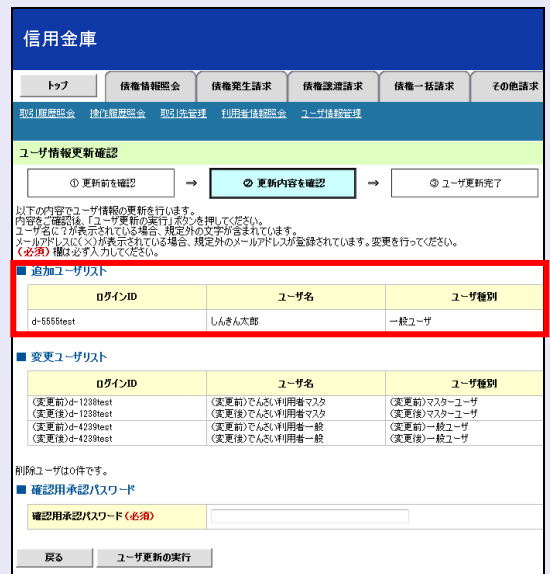 信用金庫
トップ 債権情報照会 債権発生請求 債権譲渡請求 債権一括請求 その他請求
取引履歴照会 操作履歴照会 取引先管理 利用者情報照会 ユーザ情報管理
ユーザ情報更新確認
① 更新前を確認 → ② 更新内容を確認 → ③ ユーザ更新完了
以下の内容でユーザ情報の更新を行います。
内容をご確認後、「ユーザ更新の実行」ボタンを押してください。
ユーザ名に？が表示されている場合、規定外の文字が含まれています。
メールアドレスに(×)が表示されている場合、規定外のメールアドレスが登録されています。変更を行ってください。
(必須)欄は必ず入力してください。
■ 追加ユーザリスト
ログインID ユーザ名 ユーザ種別
d-5555test しんきん太郎 一般ユーザ
■ 変更ユーザリスト
ログインID ユーザ名 ユーザ種別
(変更前)d-1238test (変更前)でんさい利用者マスタ (変更前)マスターユーザ
(変更後)d-1238test (変更後)でんさい利用者マスタ (変更後)マスターユーザ
(変更前)d-4239test (変更前)でんさい利用者一般 (変更前)一般ユーザ
(変更後)d-4239test (変更後)でんさい利用者一般 (変更後)一般ユーザ
削除ユーザは0件です。
■ 確認用承認パスワード
確認用承認パスワード(必須)
戻る ユーザ更新の実行